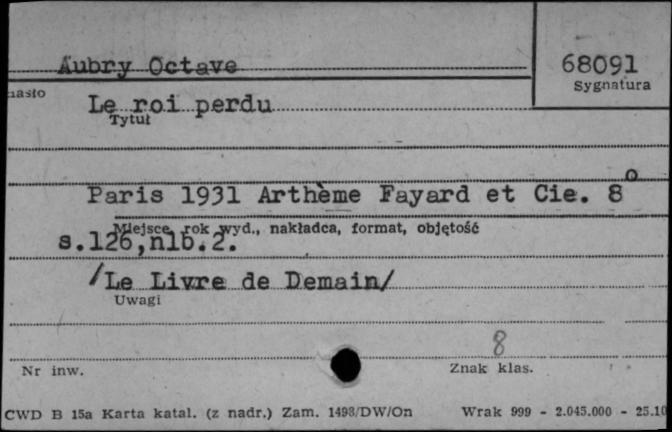 Aubry Octave
68091
Sygnatura
hasło
Le roi perdu
Tytuł
Paris 1931 Arthème Fayard et Cie. 8°
Miejsce, rok wyd., nakładca, format, objętość
s.126,nlb.2.
/Le Livre de Demain/
Uwagi
8
Nr inw.
Znak klas.
CWD B 15a Karta katal. (z nadr.) Zam. 1493/DW/On Wrak 999 - 2.045.000 - 25.10